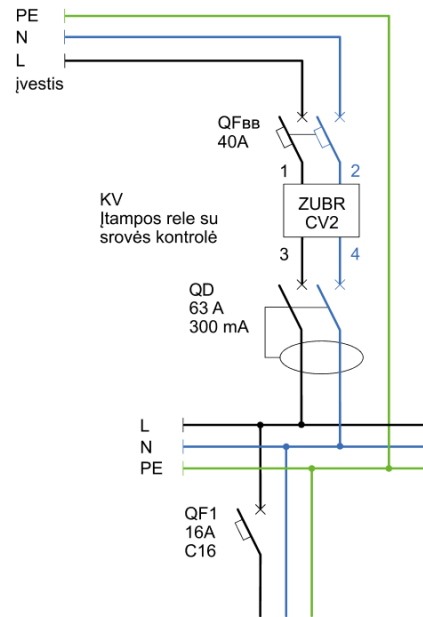 PE
N
L
įvestis
QFвв
40A
1
2
KV
Įtampos rele su
srovės kontrolė
ZUBR
CV2
3
4
QD
63 A
300 mA
L
N
PE
QF1
16A
C16